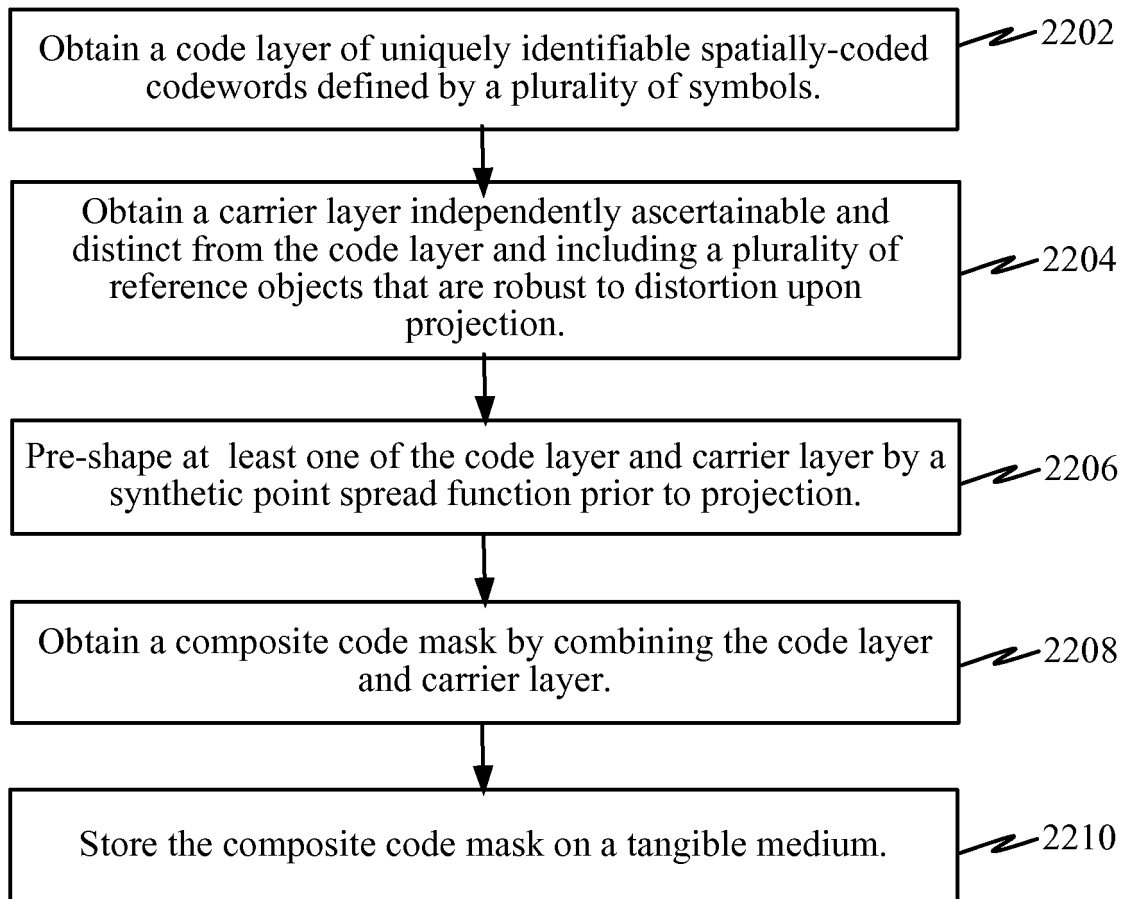 Obtain a code layer of uniquely identifiable spatially-coded
codewords defined by a plurality of symbols.
2202
Obtain a carrier layer independently ascertainable and
distinct from the code layer and including a plurality of
reference objects that are robust to distortion upon
projection.
2204
Pre-shape at least one of the code layer and carrier layer by a
synthetic point spread function prior to projection.
2206
Obtain a composite code mask by combining the code layer
and carrier layer.
2208
Store the composite code mask on a tangible medium.
2210